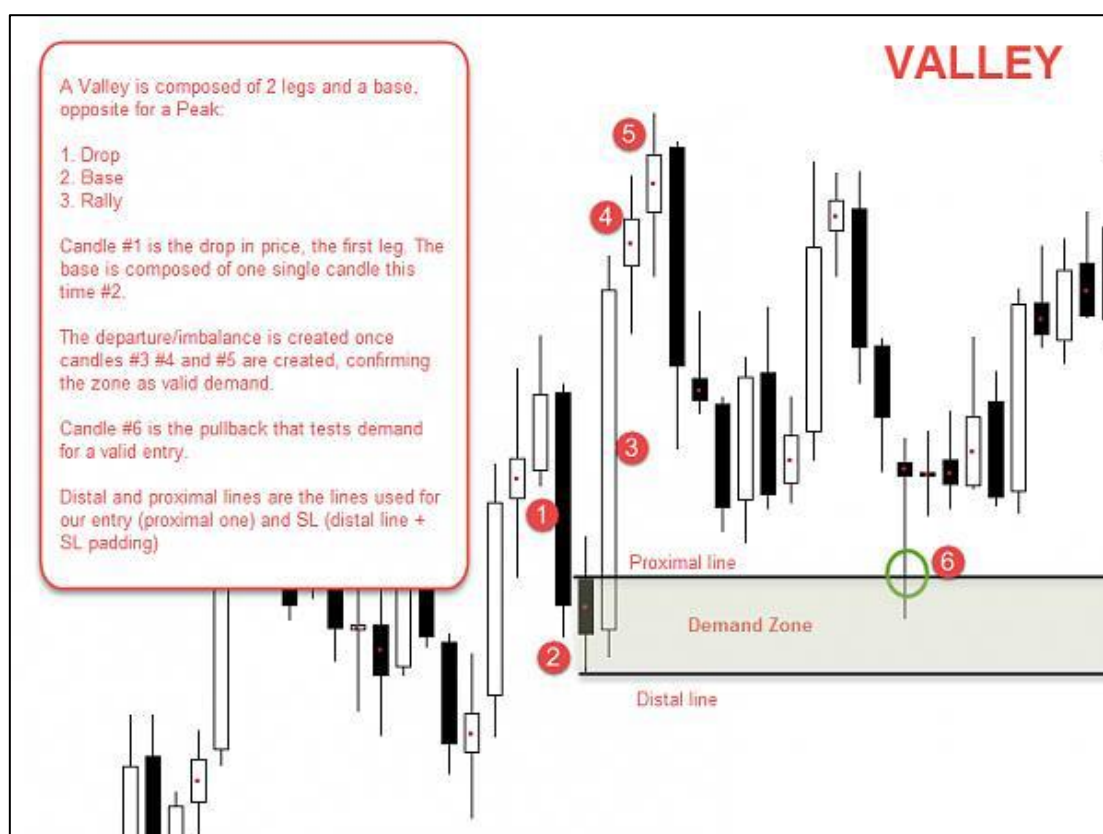 VALLEY
A Valley is composed of 2 legs and a base,
opposite for a Peak:
1. Drop
2. Base
3. Rally
Candle #1 is the drop in price, the first leg. The
base is composed of one single candle this
time #2.
The departure/imbalance is created once
candles #3 #4 and #5 are created, confirming
the zone as valid demand.
Candle #6 is the pullback that tests demand
for a valid entry.
Distal and proximal lines are the lines used for
our entry (proximal one) and SL (distal line +
SL padding)
5
4
3
1
Proximal line
6
Demand Zone
2
Distal line